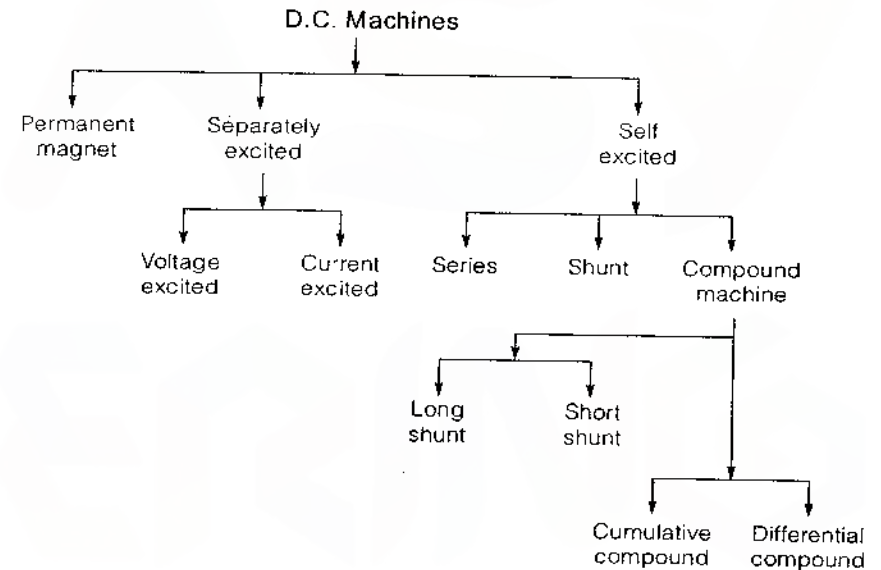 D.C. Machines
Permanent
magnet
Separately
excited
Self
excited
Voltage
excited
Current
excited
Series
Shunt
Compound
machine
Long
shunt
Short
shunt
Cumulative
compound
Differential
compound